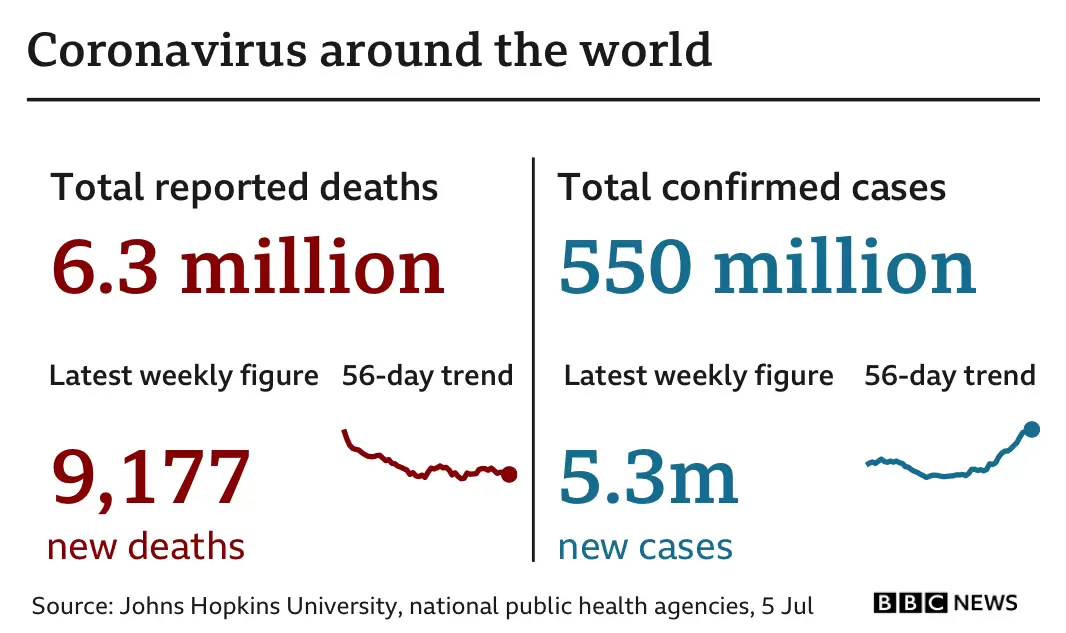 Coronavirus around the world
Total reported deaths
6.3 million
Latest weekly figure 56-day trend
9,177
new deaths
Total confirmed cases
550 million
Latest weekly figure 56-day trend
5.3m
new cases
Source: Johns Hopkins University, national public health agencies, 5 Jul
BBC NEWS